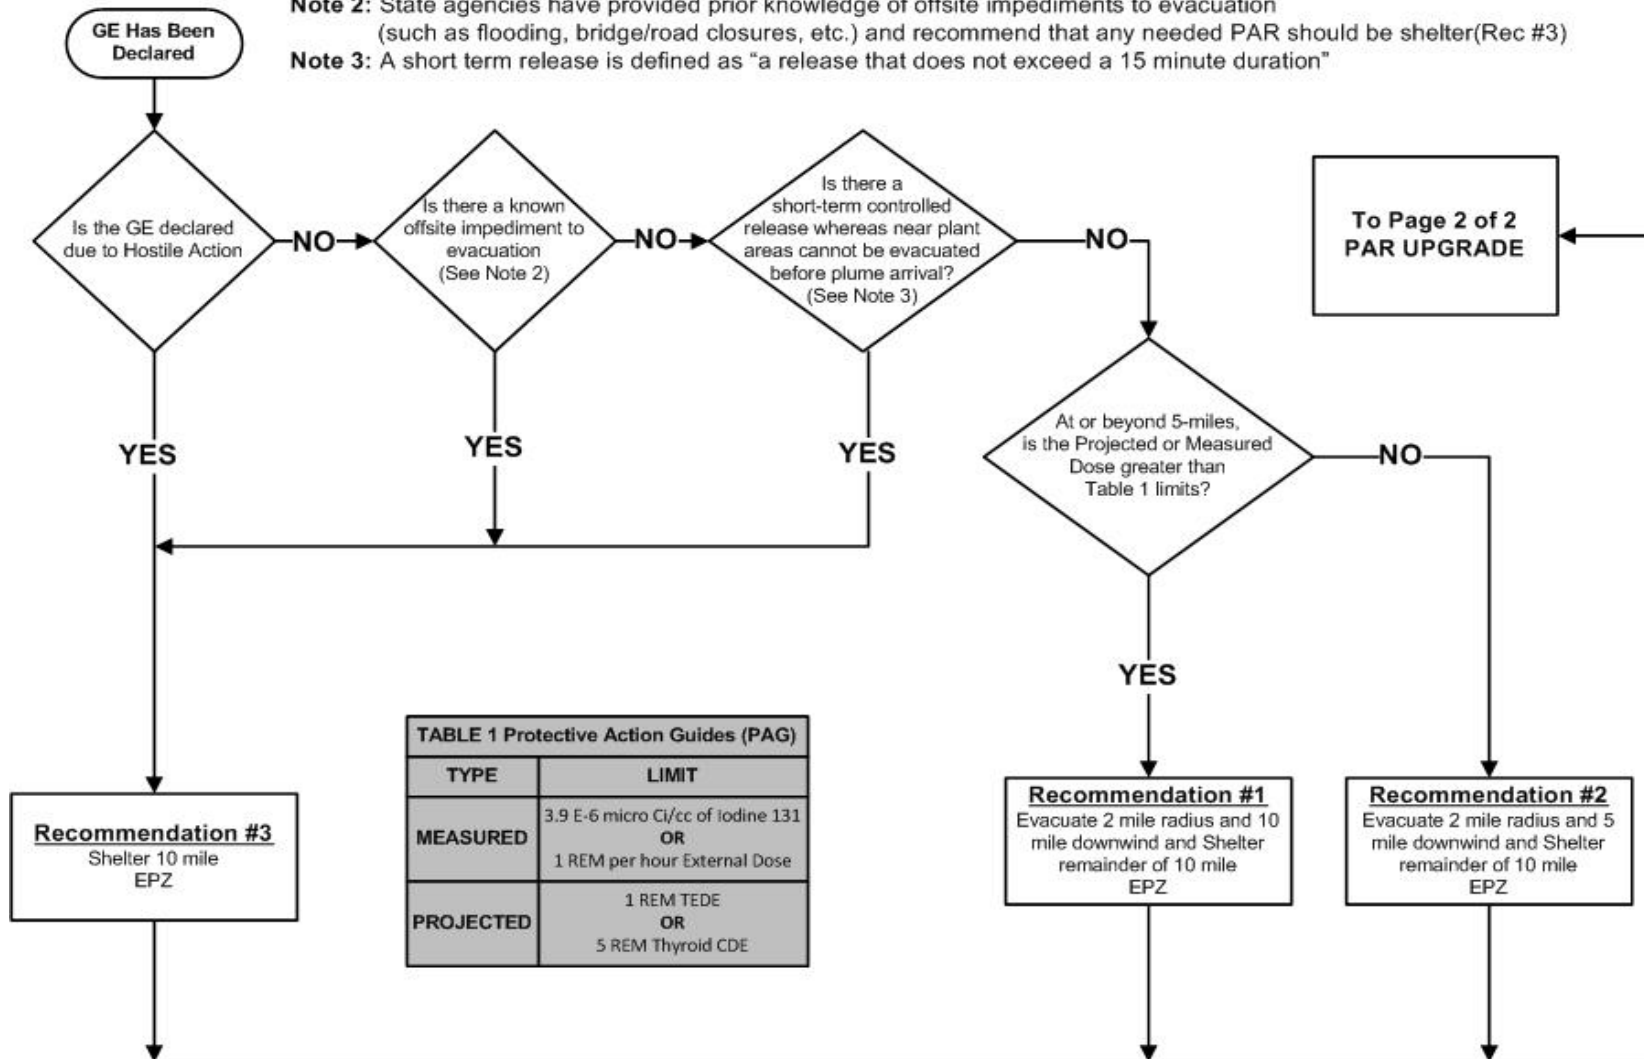 Note 2: State agencies have provided prior knowledge of offsite impediments to evacuation
(such as flooding, bridge/road closures, etc.) and recommend that any needed PAR should be shelter(Rec #3)
Note 3: A short term release is defined as “a release that does not exceed a 15 minute duration”
GE Has Been
Declared
Is the GE declared
due to Hostile Action
NO
Is there a known
offsite impediment to
evacuation
(See Note 2)
NO
Is there a
short-term controlled
release whereas near plant
areas cannot be evacuated
before plume arrival?
(See Note 3)
NO
To Page 2 of 2
PAR UPGRADE
YES
YES
YES
At or beyond 5-miles,
is the Projected or Measured
Dose greater than
Table 1 limits?
NO
YES
TABLE 1 Protective Action Guides (PAG)
TYPE
LIMIT
MEASURED
3.9 E-6 micro Ci/cc of Iodine 131
OR
1 REM per hour External Dose
PROJECTED
1 REM TEDE
OR
5 REM Thyroid CDE
Recommendation #3
Shelter 10 mile
EPZ
Recommendation #1
Evacuate 2 mile radius and 10
mile downwind and Shelter
remainder of 10 mile
EPZ
Recommendation #2
Evacuate 2 mile radius and 5
mile downwind and Shelter
remainder of 10 mile
EPZ